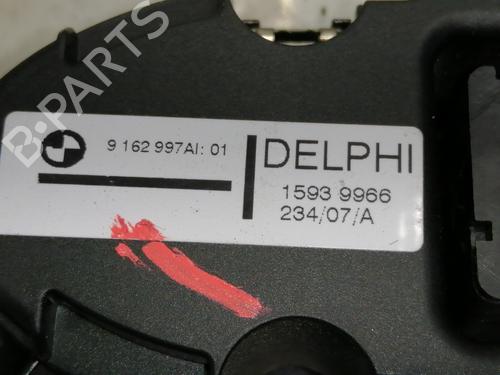 B-PARTS
9 162 997AI: 01
DELPHI
1593 9966
234/07/A